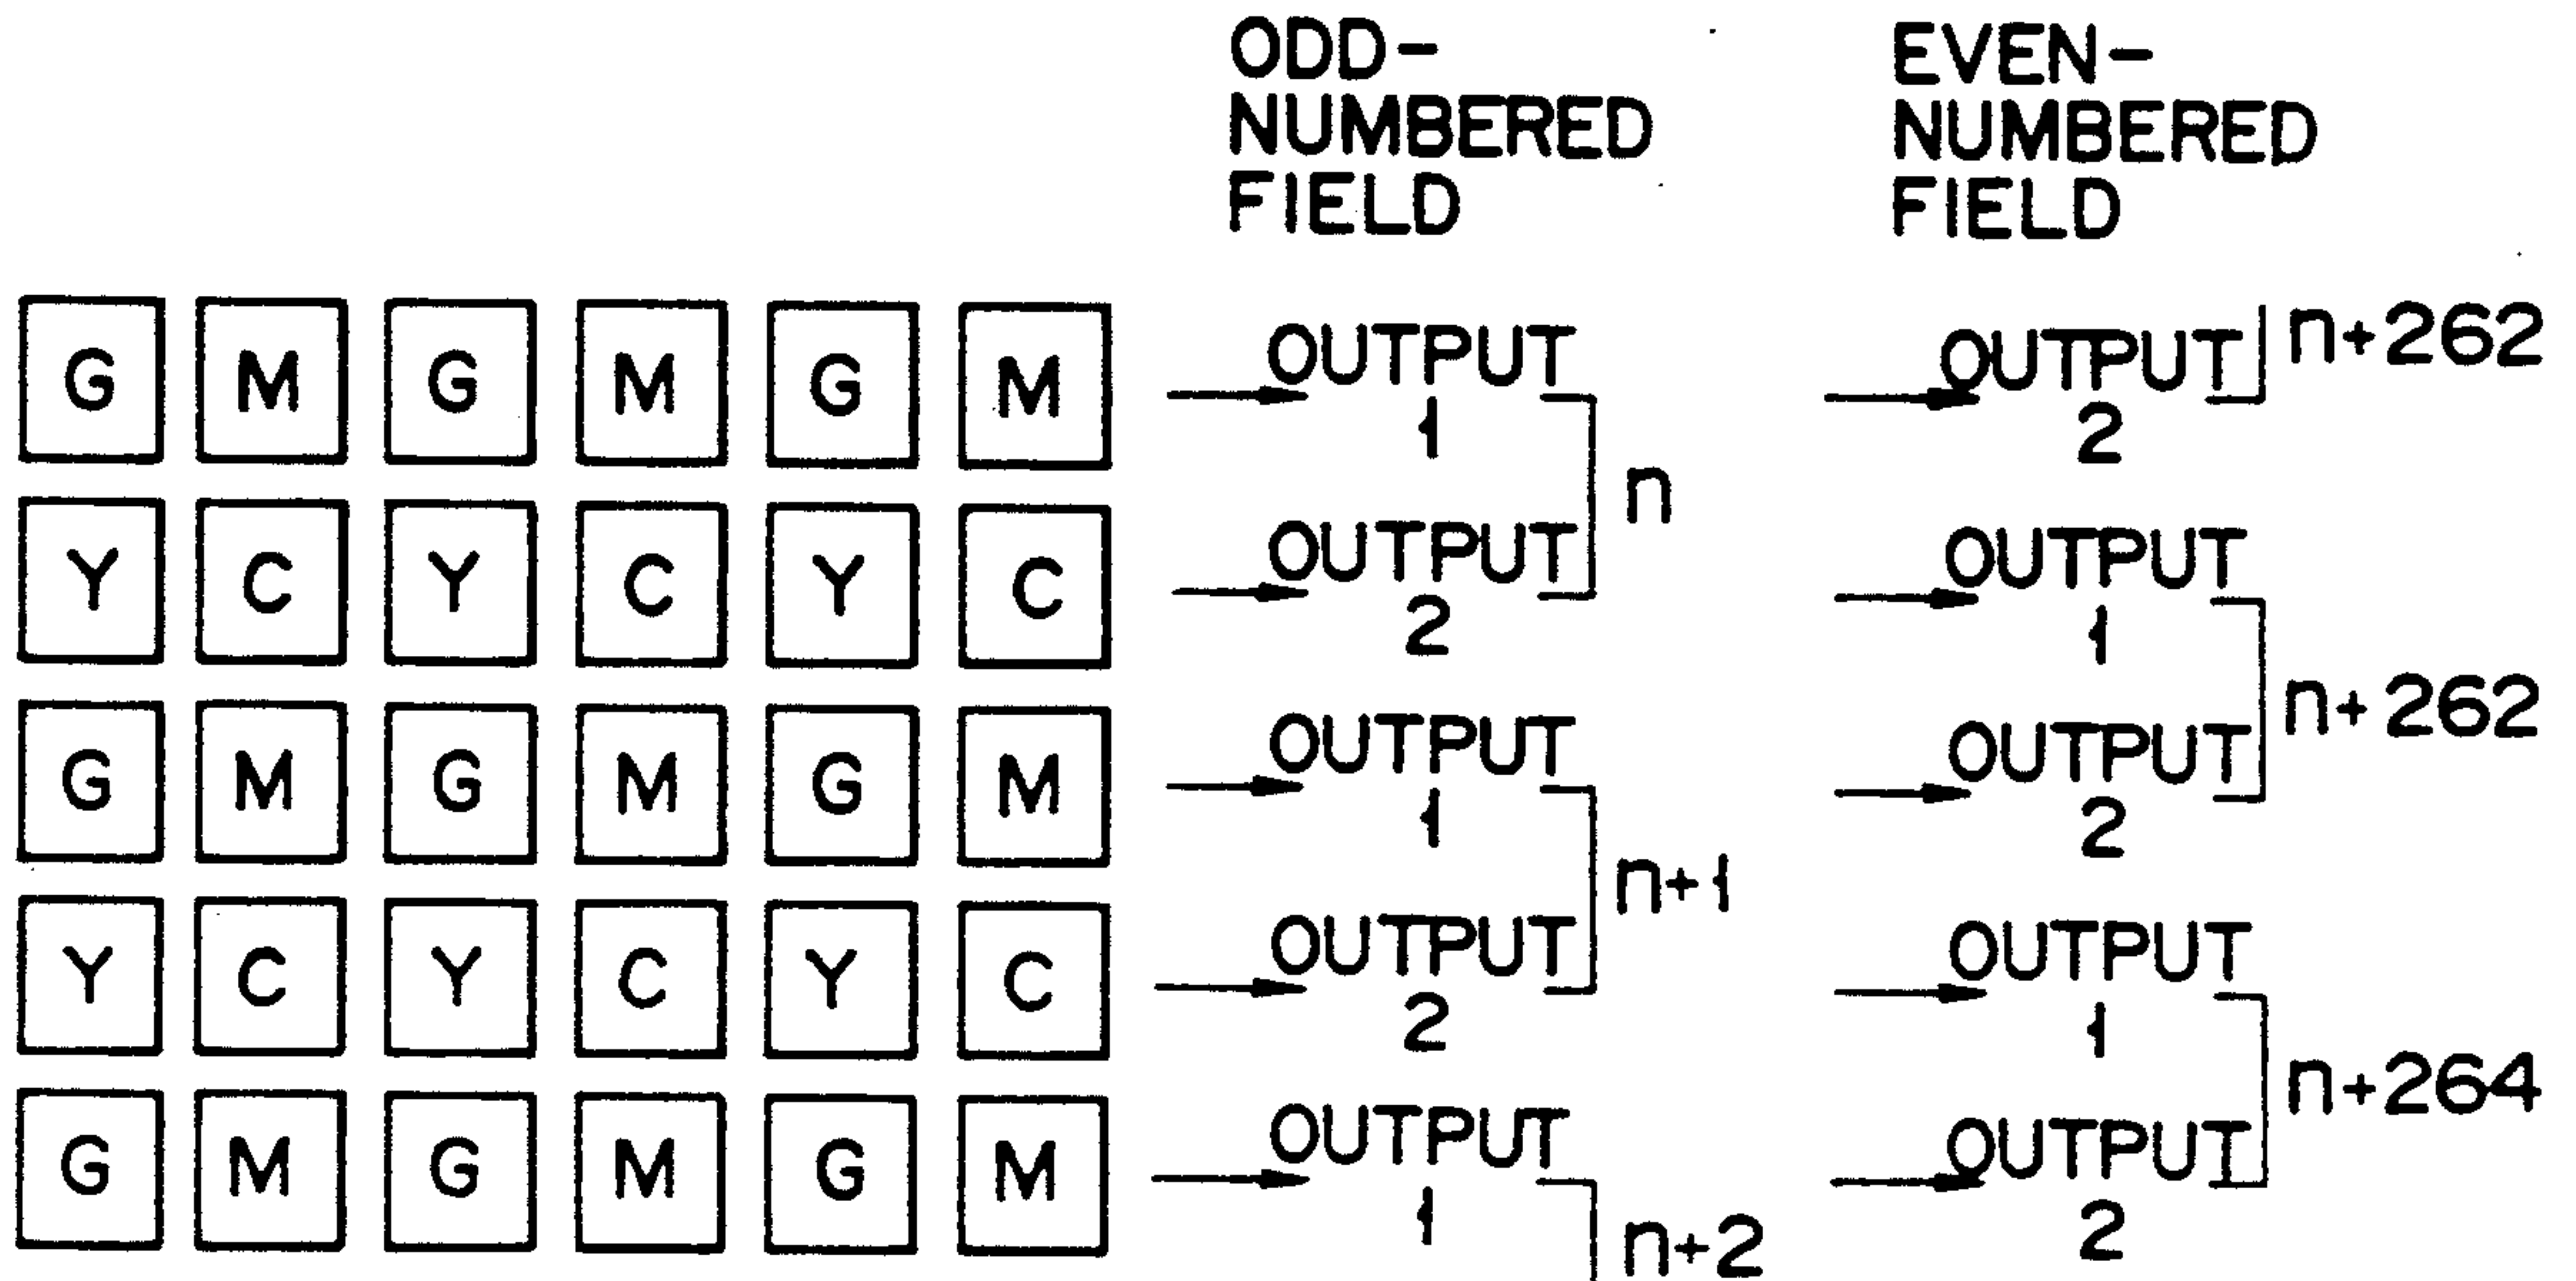 ODD-
NUMBERED
FIELD
EVEN-
NUMBERED
FIELD
G M G M G M OUTPUT 1 OUTPUT 2 n+262
n
Y C Y C Y C OUTPUT 2 OUTPUT 1
n+262
G M G M G M OUTPUT 1 OUTPUT 2
n+1
Y C Y C Y C OUTPUT 2 OUTPUT 1
n+264
G M G M G M OUTPUT 1 OUTPUT 2
n+2